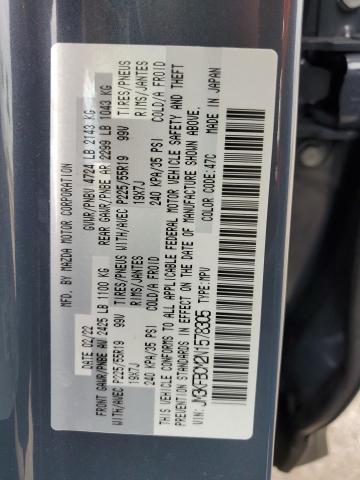 MFD. BY MAZDA MOTOR CORPORATION
DATE 02/22 GVWR/PNBV 4724 LB 2143 KG
FRONT GAWR/PNBE AV 2425 LB 1100 KG REAR GAWR/PNBE AR 2299 LB 1043 KG
WITH/AVEC P225/55R19 99V TIRES/PNEUS WITH/AVEC P225/55R19 99V TIRES/PNEUS
19X7J RIMS/JANTES 19X7J RIMS/JANTES
240 KPA/35 PSI COLD/A FROID 240 KPA/35 PSI COLD/A FROID
THIS VEHICLE CONFORMS TO ALL APPLICABLE FEDERAL MOTOR VEHICLE SAFETY AND THEFT
PREVENTION STANDARDS IN EFFECT ON THE DATE OF MANUFACTURE SHOWN ABOVE.
MADE IN JAPAN
VIN: JM3KFBDY2N1578305 TYPE: MPV COLOR CODE: 47C